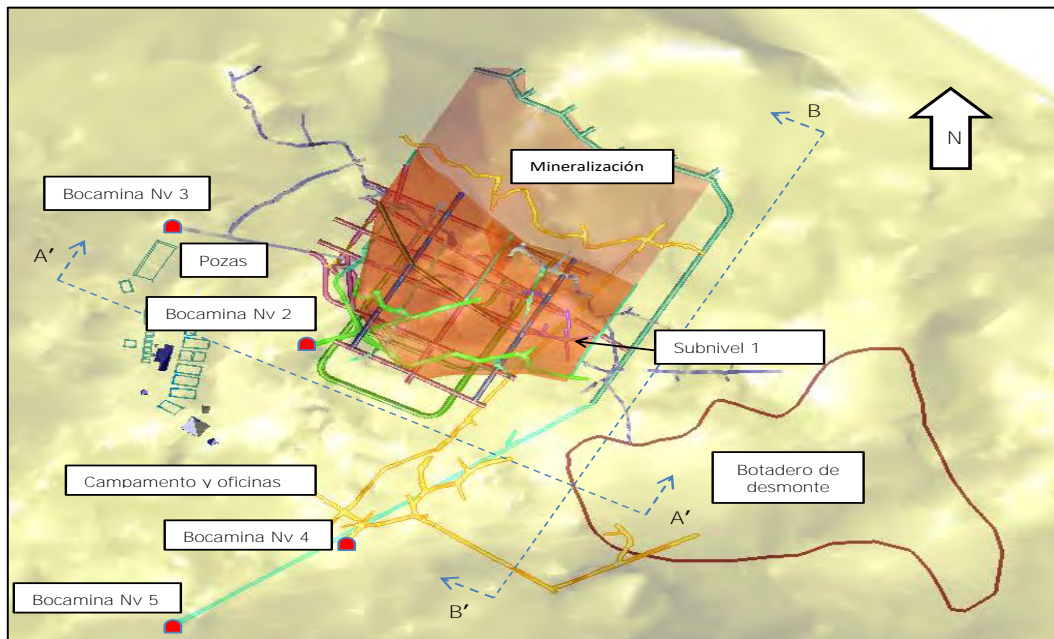 B
N
Mineralización
Bocamina Nv 3
A’
Pozas
Bocamina Nv 2
Subnivel 1
Campamento y oficinas
Botadero de
desmonte
A’
Bocamina Nv 4
B’
Bocamina Nv 5